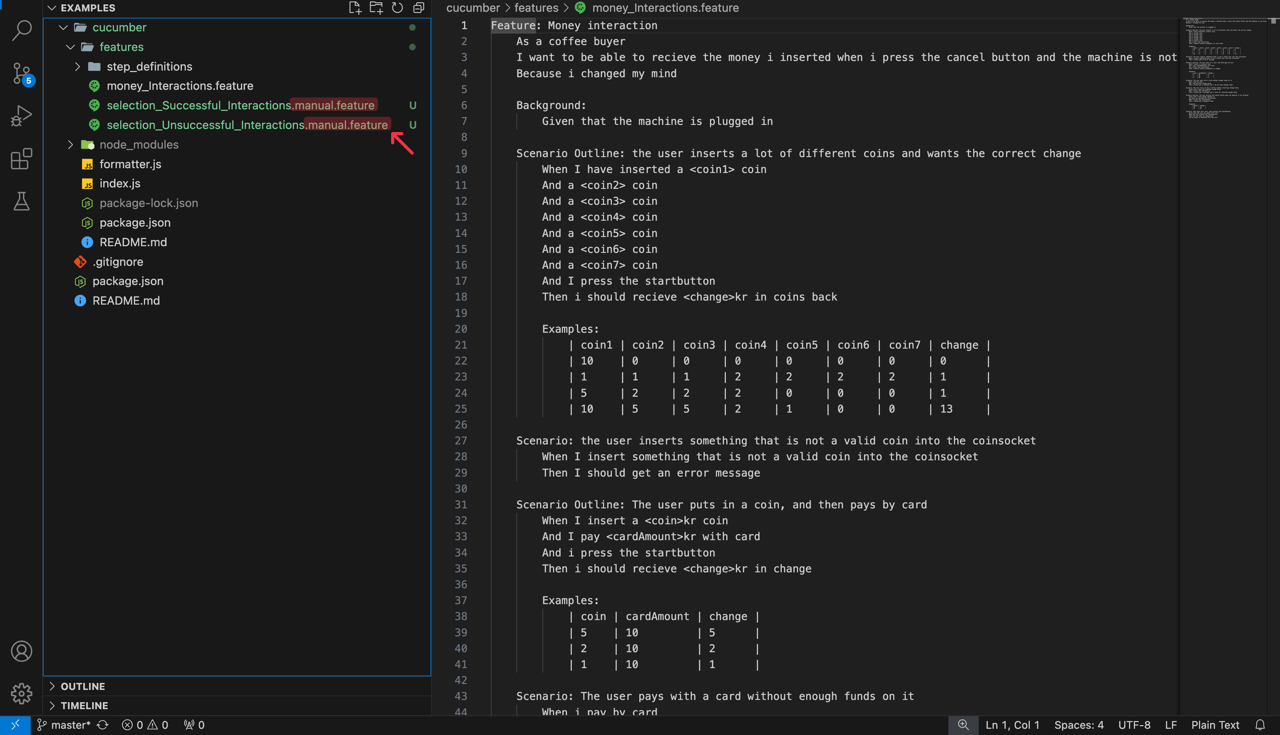 EXAMPLES
cucumber
features
step_definitions
money_Interactions.feature
selection_Successful_Interactions.manual.feature U
selection_Unsuccessful_Interactions.manual.feature U
node_modules
JS formatter.js
JS index.js
package-lock.json
package.json
README.md
.gitignore
package.json
README.md
5
OUTLINE
TIMELINE
cucumber > features > money_Interactions.feature
1 Feature: Money interaction
2 As a coffee buyer
3 I want to be able to recieve the money i inserted when i press the cancel button and the machine is not
4 Because i changed my mind
5
6 Background:
7 Given that the machine is plugged in
8
9 Scenario Outline: the user inserts a lot of different coins and wants the correct change
10 When I have inserted a <coin1> coin
11 And a <coin2> coin
12 And a <coin3> coin
13 And a <coin4> coin
14 And a <coin5> coin
15 And a <coin6> coin
16 And a <coin7> coin
17 And I press the startbutton
18 Then i should recieve <change>kr in coins back
19
20 Examples:
21 | coin1 | coin2 | coin3 | coin4 | coin5 | coin6 | coin7 | change |
22 | 10 | 0 | 0 | 0 | 0 | 0 | 0 | 0 |
23 | 1 | 1 | 1 | 2 | 2 | 2 | 2 | 1 |
24 | 5 | 2 | 2 | 2 | 0 | 0 | 0 | 1 |
25 | 10 | 5 | 5 | 2 | 1 | 0 | 0 | 13 |
26
27 Scenario: the user inserts something that is not a valid coin into the coinsocket
28 When I insert something that is not a valid coin into the coinsocket
29 Then I should get an error message
30
31 Scenario Outline: The user puts in a coin, and then pays by card
32 When I insert a <coin>kr coin
33 And I pay <cardAmount>kr with card
34 And i press the startbutton
35 Then i should recieve <change>kr in change
36
37 Examples:
38 | coin | cardAmount | change |
39 | 5 | 10 | 5 |
40 | 2 | 10 | 2 |
41 | 1 | 10 | 1 |
42
43 Scenario: The user pays with a card without enough funds on it
44 When i pay by card
master* 0 0 0 Ln 1, Col 1 Spaces: 4 UTF-8 LF Plain Text